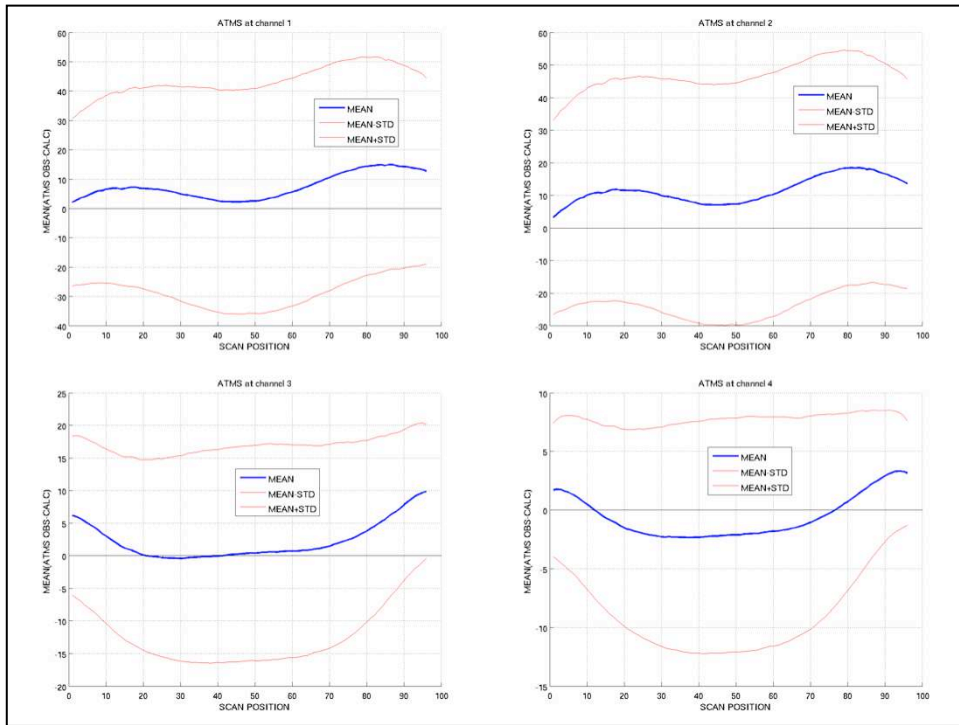 ATMS at channel 1
60
50
40
30
20
10
0
-10
-20
-30
-40
MEAN(ATMS OBS-CALC)
MEAN
MEAN-STD
MEAN+STD
0 10 20 30 40 50 60 70 80 90 100
SCAN POSITION
ATMS at channel 2
60
50
40
30
20
10
0
-10
-20
-30
MEAN(ATMS OBS-CALC)
MEAN
MEAN-STD
MEAN+STD
0 10 20 30 40 50 60 70 80 90 100
SCAN POSITION
ATMS at channel 3
25
20
15
10
5
0
-5
-10
-15
-20
MEAN(ATMS OBS-CALC)
MEAN
MEAN-STD
MEAN+STD
0 10 20 30 40 50 60 70 80 90 100
SCAN POSITION
ATMS at channel 4
10
5
0
-5
-10
-15
MEAN(ATMS OBS-CALC)
MEAN
MEAN-STD
MEAN+STD
0 10 20 30 40 50 60 70 80 90 100
SCAN POSITION